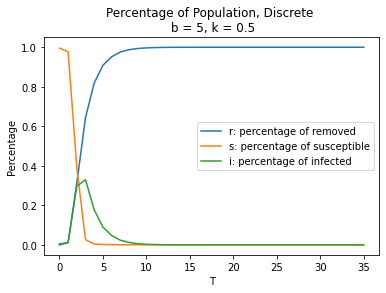 Percentage of Population, Discrete
b = 5, k = 0.5
1.0
0.8
0.6
0.4
0.2
0.0
Percentage
r: percentage of removed
s: percentage of susceptible
i: percentage of infected
0 5 10 15 20 25 30 35
T